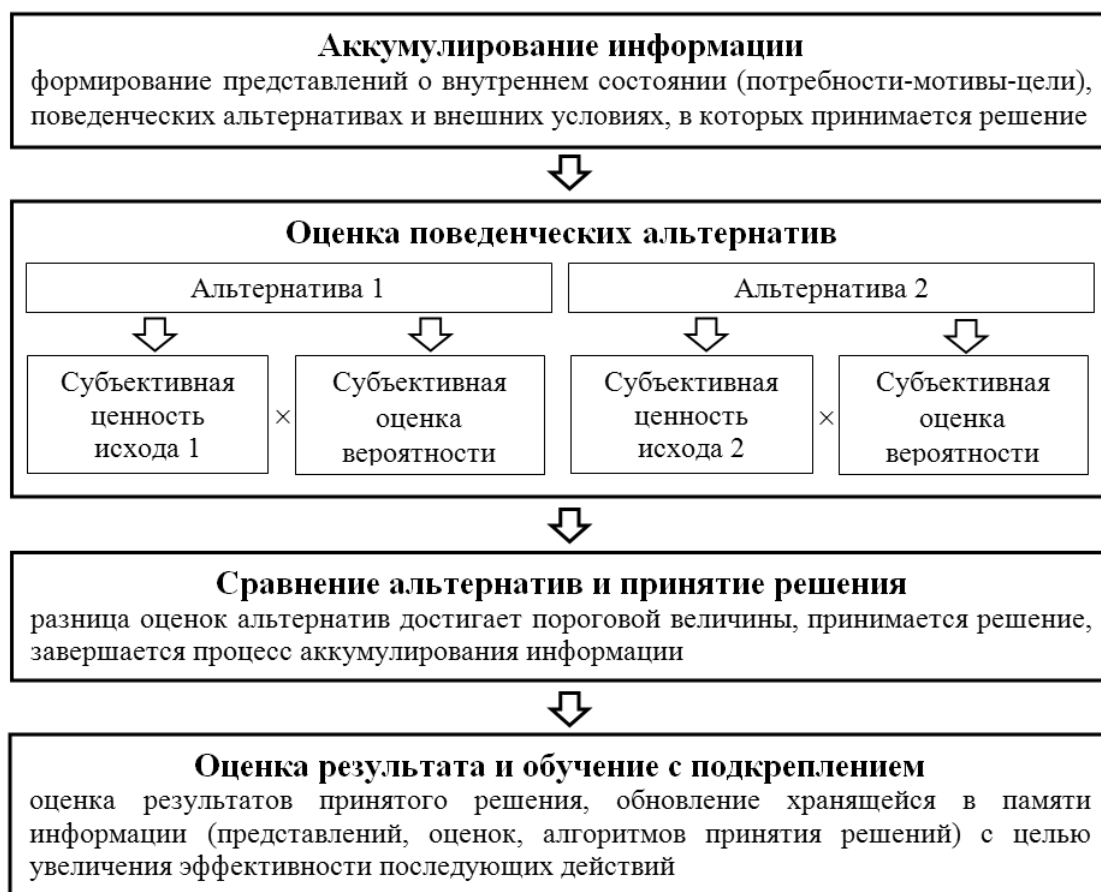 Аккумулирование информации
формирование представлений о внутреннем состоянии (потребности-мотивы-цели),
поведенческих альтернативах и внешних условиях, в которых принимается решение
Оценка поведенческих альтернатив
Альтернатива 1
Альтернатива 2
Субъективная
ценность
исхода 1
×
Субъективная
оценка
вероятности
Субъективная
ценность
исхода 2
×
Субъективная
оценка
вероятности
Сравнение альтернатив и принятие решения
разница оценок альтернатив достигает пороговой величины, принимается решение,
завершается процесс аккумулирования информации
Оценка результата и обучение с подкреплением
оценка результатов принятого решения, обновление хранящейся в памяти
информации (представлений, оценок, алгоритмов принятия решений) с целью
увеличения эффективности последующих действий